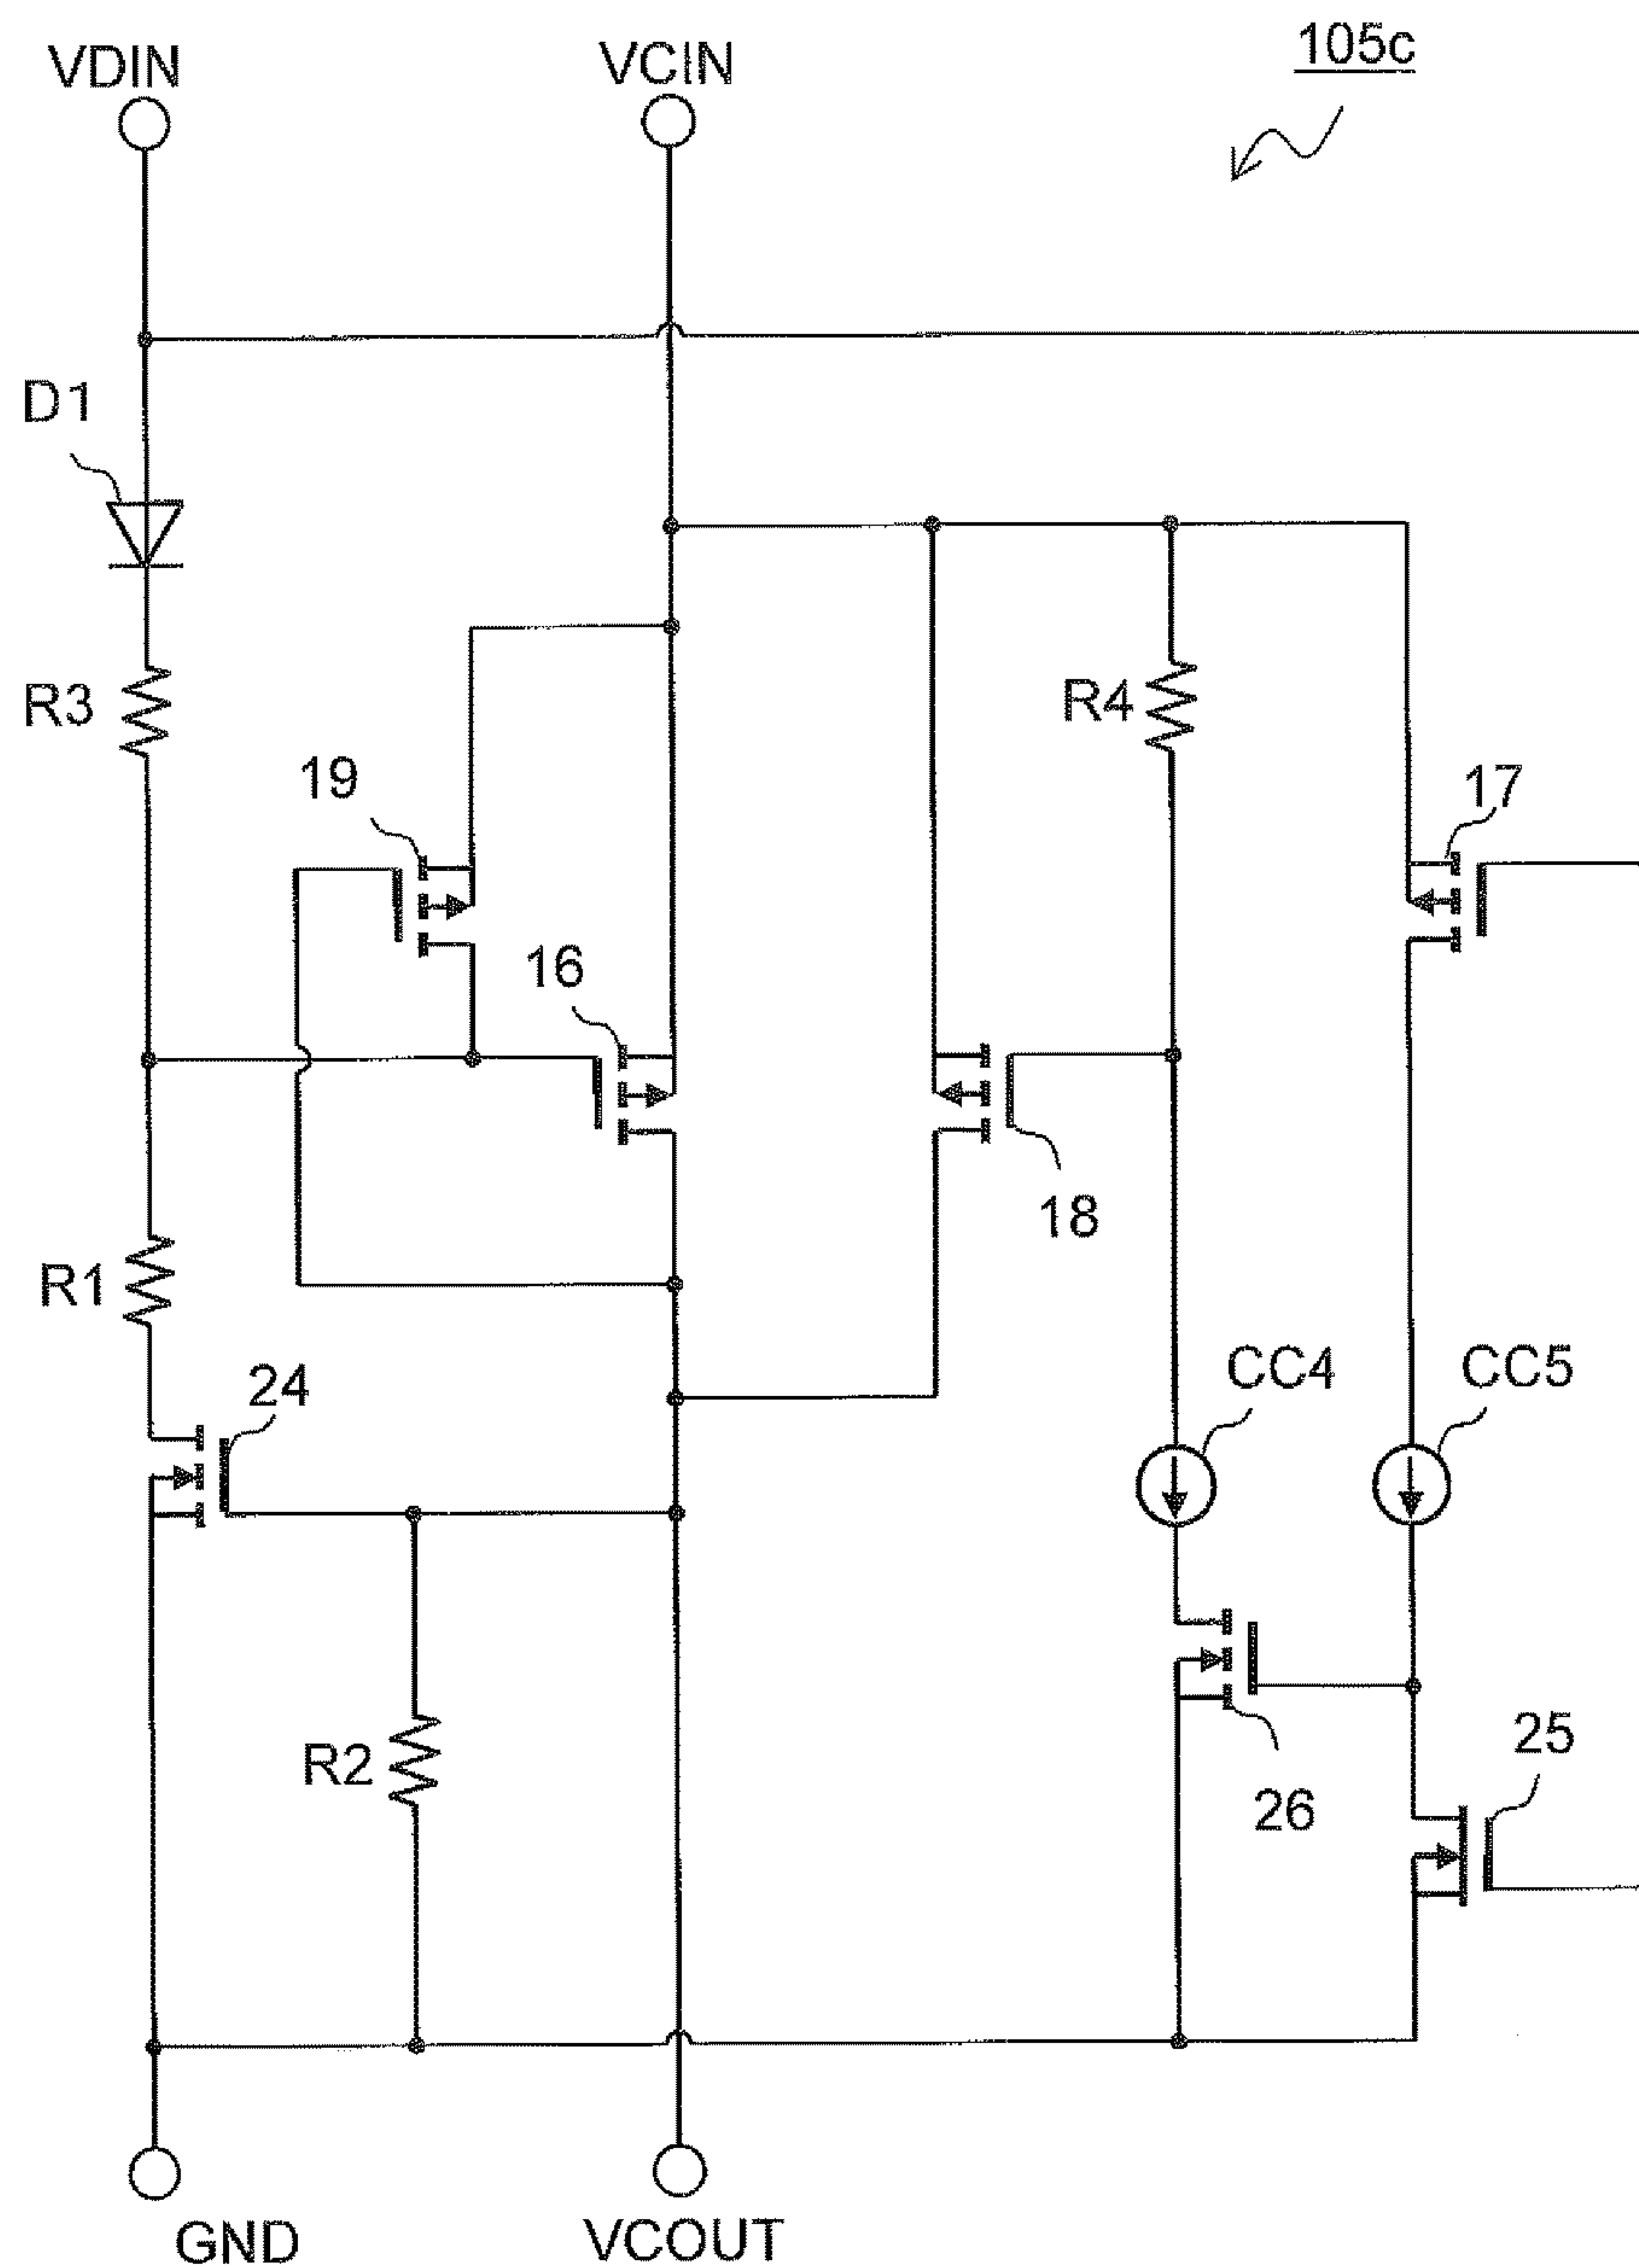 105c
VDIN
VCIN
D1
R3
R4
19
17
16
18
R1
24
CC4
CC5
R2
25
26
GND
VCOUT